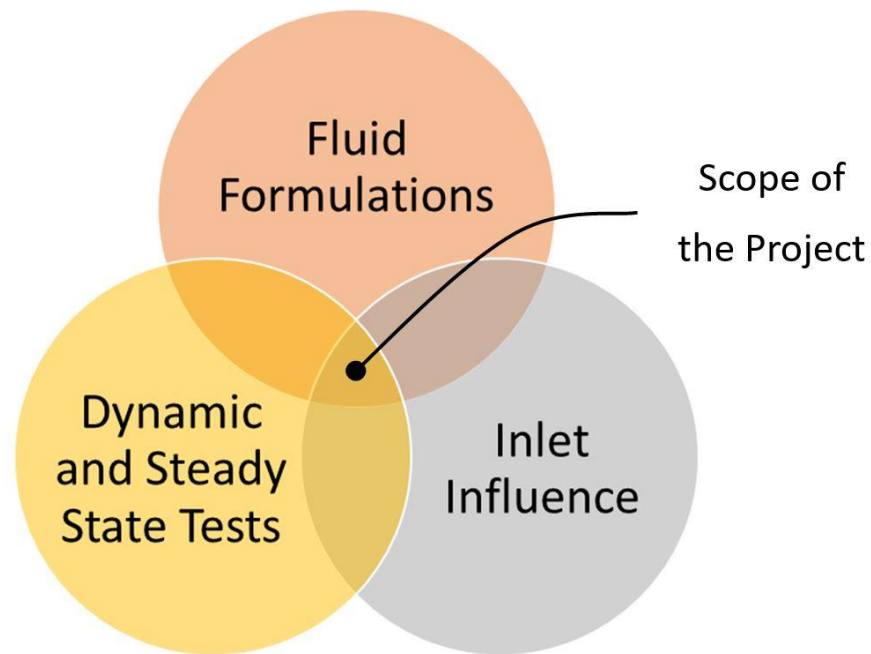 Fluid
Formulations
Scope of
the Project
Dynamic
and Steady
State Tests
Inlet
Influence